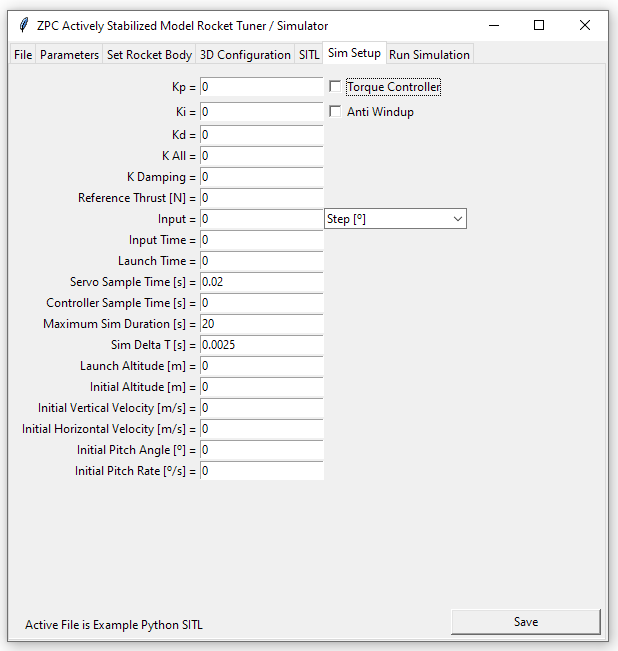 ZPC Actively Stabilized Model Rocket Tuner / Simulator
File Parameters Set Rocket Body 3D Configuration SITL Sim Setup Run Simulation
Kp = 0 Torque Controller
Ki = 0 Anti Windup
Kd = 0
K All = 0
K Damping = 0
Reference Thrust [N] = 0
Input = 0 Step [º]
Input Time = 0
Launch Time = 0
Servo Sample Time [s] = 0.02
Controller Sample Time [s] = 0
Maximum Sim Duration [s] = 20
Sim Delta T [s] = 0.0025
Launch Altitude [m] = 0
Initial Altitude [m] = 0
Initial Vertical Velocity [m/s] = 0
Initial Horizontal Velocity [m/s] = 0
Initial Pitch Angle [º] = 0
Initial Pitch Rate [º/s] = 0
Active File is Example Python SITL Save